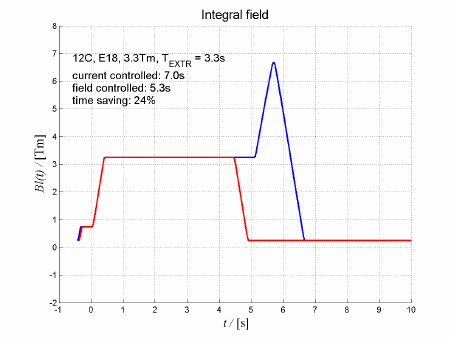 Integral field
12C, E18, 3.3Tm, T_EXTR = 3.3s
current controlled: 7.0s
field controlled: 5.3s
time saving: 24%
Bl(t) / [Tm]
8
7
6
5
4
3
2
1
0
-1
-2
-1 0 1 2 3 4 5 6 7 8 9 10
t / [s]